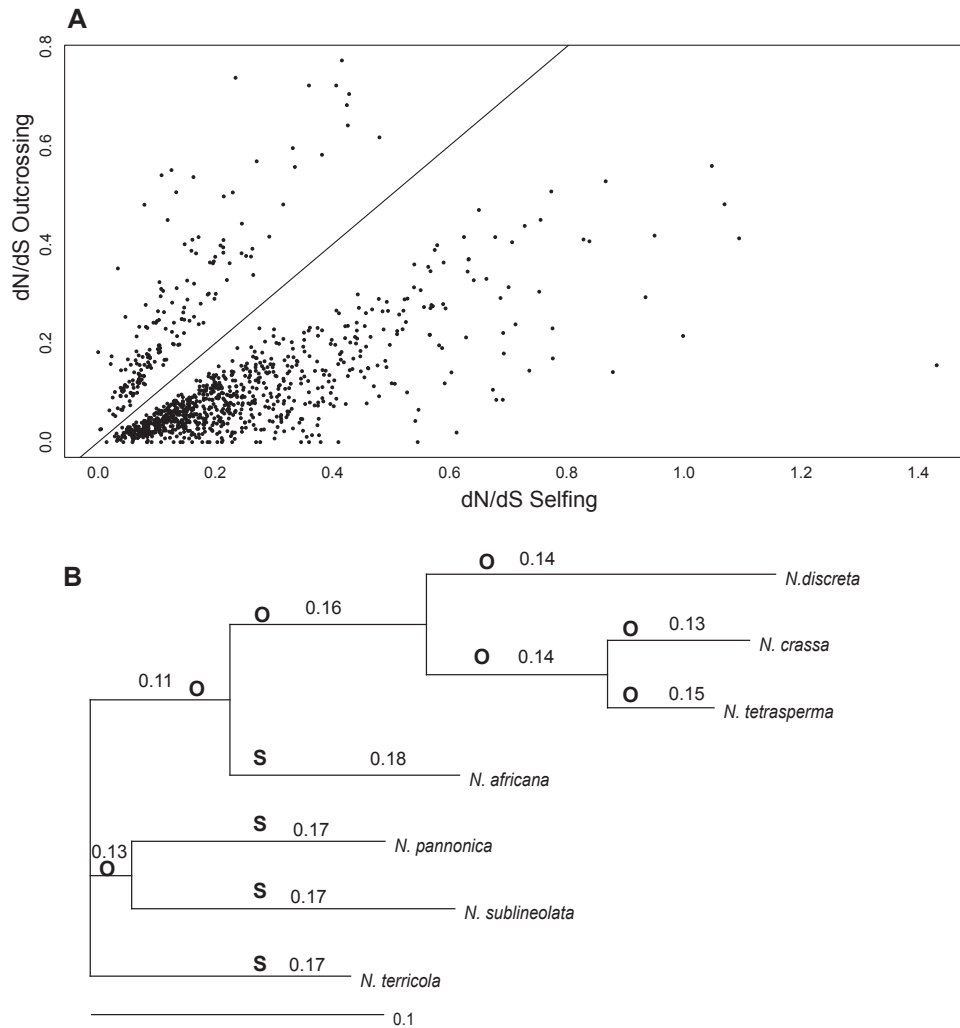 A
0.8
0.6
0.4
0.2
0.0
dN/dS Outcrossing
0.0 0.2 0.4 0.6 0.8 1.0 1.2 1.4
dN/dS Selfing
B
O 0.14
N.discreta
O 0.16
O 0.13
N. crassa
O 0.14
0.11 O
O 0.15
N. tetrasperma
S 0.18
N. africana
S 0.17
N. pannonica
0.13
O
S 0.17
N. sublineolata
S 0.17
N. terricola
0.1